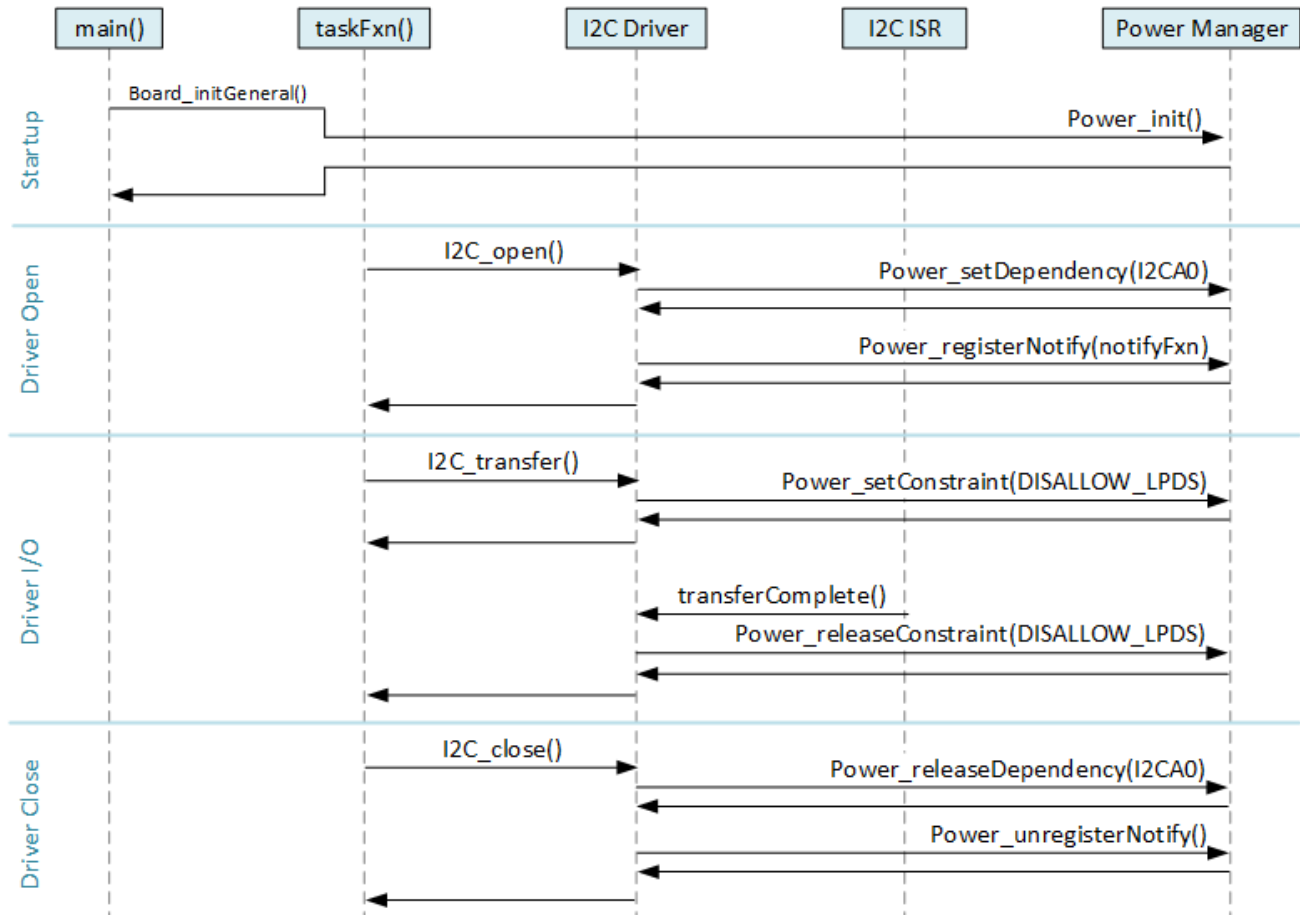 main()
taskFxn()
I2C Driver
I2C ISR
Power Manager
Startup
Board_initGeneral()
Power_init()
Driver Open
I2C_open()
Power_setDependency(I2CA0)
Power_registerNotify(notifyFxn)
Driver I/O
I2C_transfer()
Power_setConstraint(DISALLOW_LPDS)
transferComplete()
Power_releaseConstraint(DISALLOW_LPDS)
Driver Close
I2C_close()
Power_releaseDependency(I2CA0)
Power_unregisterNotify()